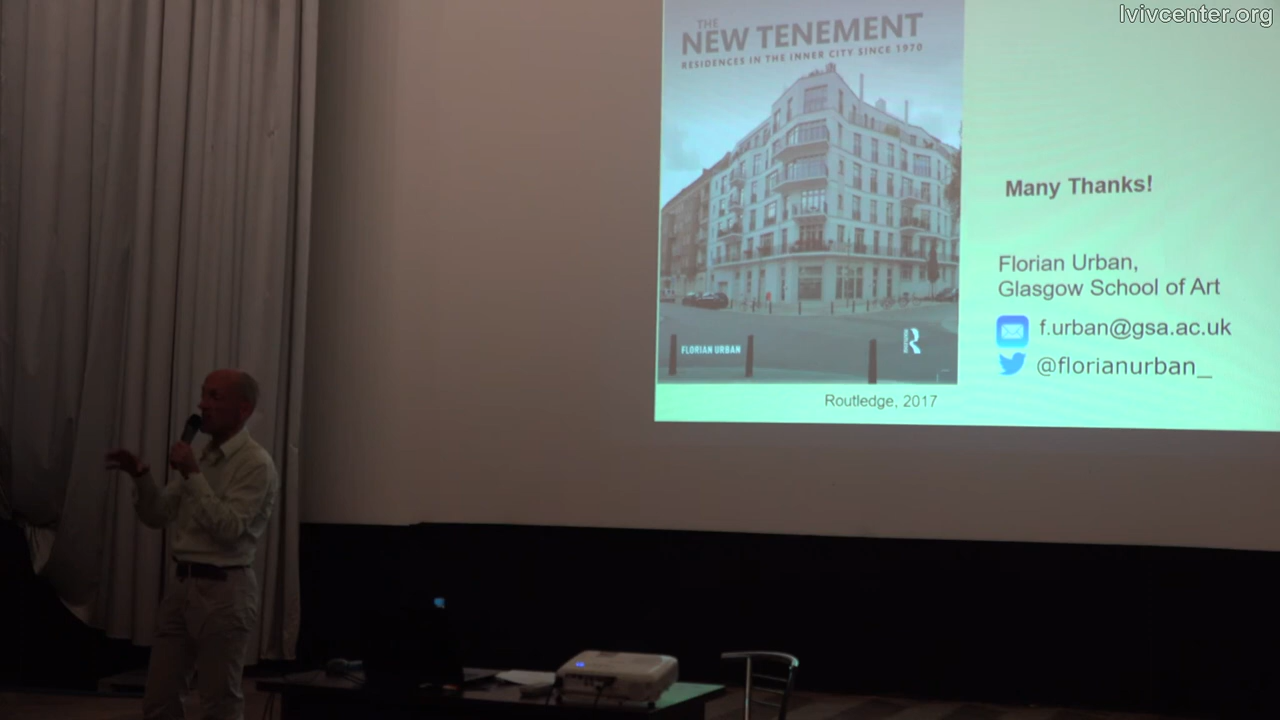 lvivcenter.org
THE
NEW TENEMENT
RESIDENCES IN THE INNER CITY SINCE 1970
FLORIAN URBAN
Many Thanks!
Florian Urban,
Glasgow School of Art
f.urban@gsa.ac.uk
@florianurban_
Routledge, 2017